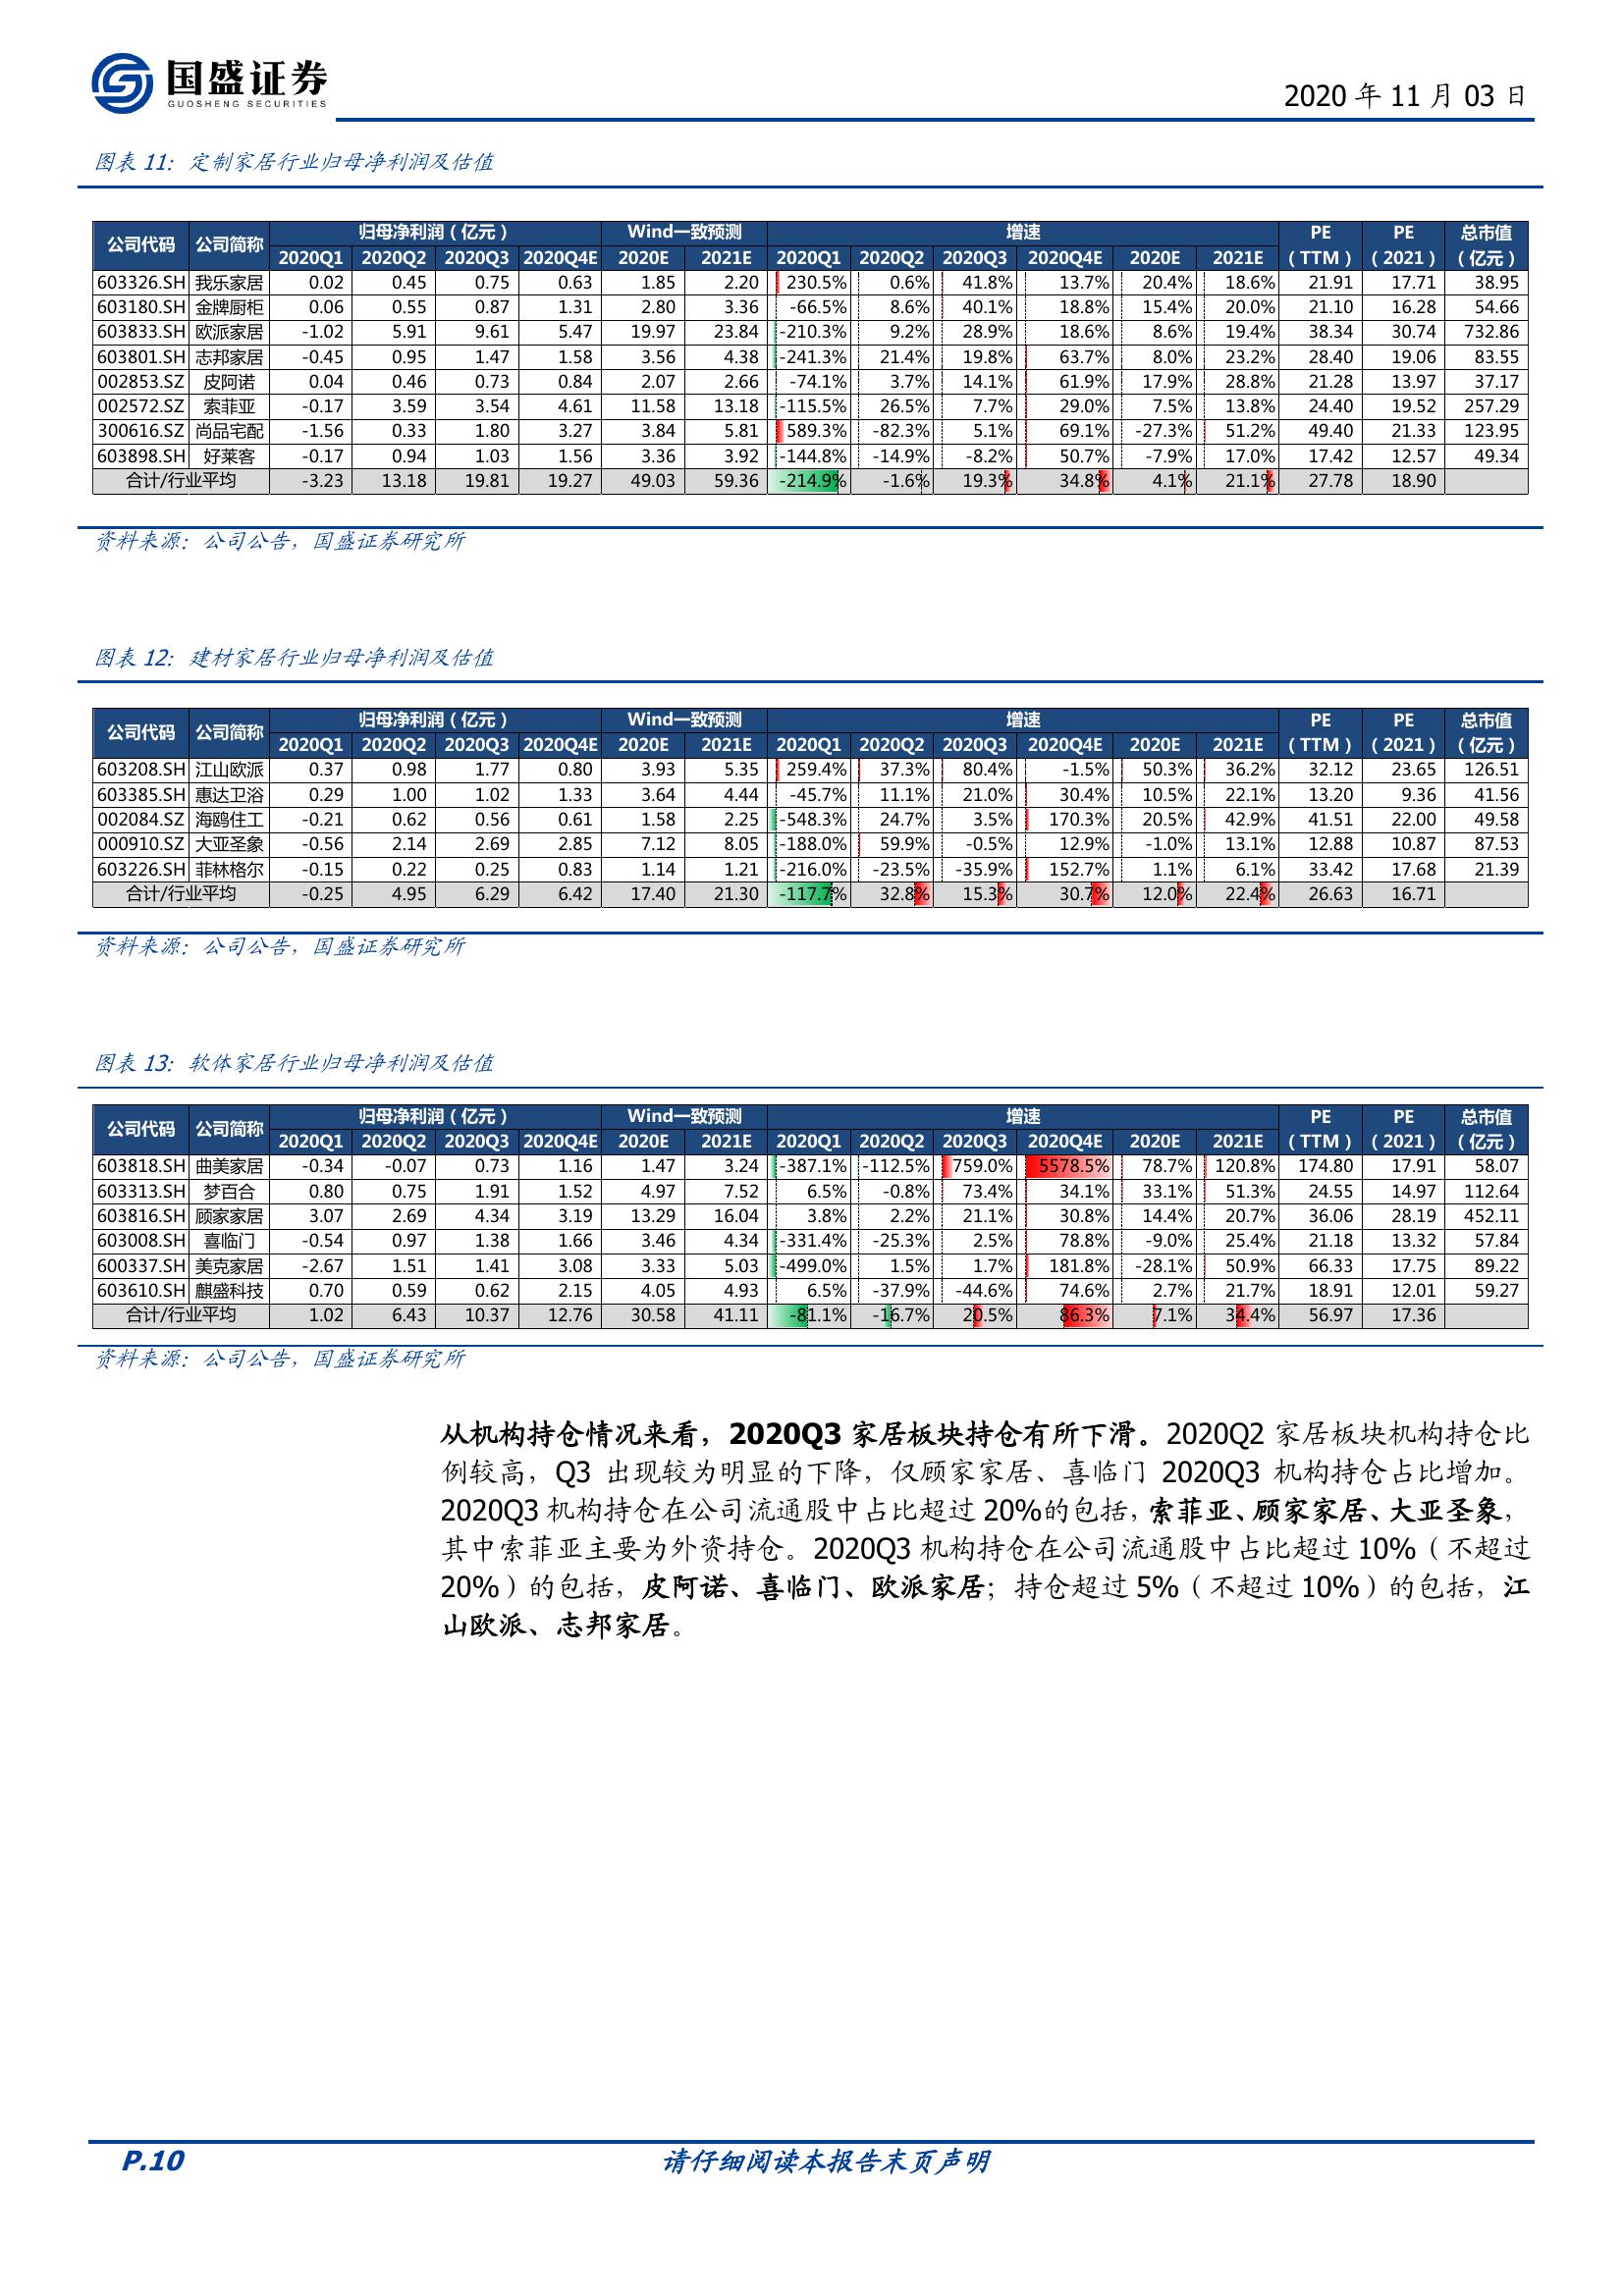 国盛证券
GUOSHENG SECURITIES
2020 年 11 月 03 日
图表 11: 定制家居行业归母净利润及估值
公司代码 公司简称 归母净利润（亿元） Wind一致预测 增速 PE PE 总市值
2020Q1 2020Q2 2020Q3 2020Q4E 2020E 2021E 2020Q1 2020Q2 2020Q3 2020Q4E 2020E 2021E （TTM） （2021） （亿元）
603326.SH 我乐家居 0.02 0.45 0.75 0.63 1.85 2.20 230.5% 0.6% 41.8% 13.7% 20.4% 18.6% 21.91 17.71 38.95
603180.SH 金牌厨柜 0.06 0.55 0.87 1.31 2.80 3.36 -66.5% 8.6% 40.1% 18.8% 15.4% 20.0% 21.10 16.28 54.66
603833.SH 欧派家居 -1.02 5.91 9.61 5.47 19.97 23.84 -210.3% 9.2% 28.9% 18.6% 8.6% 19.4% 38.34 30.74 732.86
603801.SH 志邦家居 -0.45 0.95 1.47 1.58 3.56 4.38 -241.3% 21.4% 19.8% 63.7% 8.0% 23.2% 28.40 19.06 83.55
002853.SZ 皮阿诺 0.04 0.46 0.73 0.84 2.07 2.66 -74.1% 3.7% 14.1% 61.9% 17.9% 28.8% 21.28 13.97 37.17
002572.SZ 索菲亚 -0.17 3.59 3.54 4.61 11.58 13.18 -115.5% 26.5% 7.7% 29.0% 7.5% 13.8% 24.40 19.52 257.29
300616.SZ 尚品宅配 -1.56 0.33 1.80 3.27 3.84 5.81 589.3% -82.3% 5.1% 69.1% -27.3% 51.2% 49.40 21.33 123.95
603898.SH 好莱客 -0.17 0.94 1.03 1.56 3.36 3.92 -144.8% -14.9% -8.2% 50.7% -7.9% 17.0% 17.42 12.57 49.34
合计/行业平均 -3.23 13.18 19.81 19.27 49.03 59.36 -214.9% -1.6% 19.3% 34.8% 4.1% 21.1% 27.78 18.90
资料来源：公司公告，国盛证券研究所
图表 12: 建材家居行业归母净利润及估值
公司代码 公司简称 归母净利润（亿元） Wind一致预测 增速 PE PE 总市值
2020Q1 2020Q2 2020Q3 2020Q4E 2020E 2021E 2020Q1 2020Q2 2020Q3 2020Q4E 2020E 2021E （TTM） （2021） （亿元）
603208.SH 江山欧派 0.37 0.98 1.77 0.80 3.93 5.35 259.4% 37.3% 80.4% -1.5% 50.3% 36.2% 32.12 23.65 126.51
603385.SH 惠达卫浴 0.29 1.00 1.02 1.33 3.64 4.44 -45.7% 11.1% 21.0% 30.4% 10.5% 22.1% 13.20 9.36 41.56
002084.SZ 海鸥住工 -0.21 0.62 0.56 0.61 1.58 2.25 -548.3% 24.7% 3.5% 170.3% 20.5% 42.9% 41.51 22.00 49.58
000910.SZ 大亚圣象 -0.56 2.14 2.69 2.85 7.12 8.05 -188.0% 59.9% -0.5% 12.9% -1.0% 13.1% 12.88 10.87 87.53
603226.SH 菲林格尔 -0.15 0.22 0.25 0.83 1.14 1.21 -216.0% -23.5% -35.9% 152.7% 1.1% 6.1% 33.42 17.68 21.39
合计/行业平均 -0.25 4.95 6.29 6.42 17.40 21.30 -117.7% 32.8% 15.3% 30.7% 12.0% 22.4% 26.63 16.71
资料来源：公司公告，国盛证券研究所
图表 13: 软体家居行业归母净利润及估值
公司代码 公司简称 归母净利润（亿元） Wind一致预测 增速 PE PE 总市值
2020Q1 2020Q2 2020Q3 2020Q4E 2020E 2021E 2020Q1 2020Q2 2020Q3 2020Q4E 2020E 2021E （TTM） （2021） （亿元）
603818.SH 曲美家居 -0.34 -0.07 0.73 1.16 1.47 3.24 -387.1% -112.5% 759.0% 5578.5% 78.7% 120.8% 174.80 17.91 58.07
603313.SH 梦百合 0.80 0.75 1.91 1.52 4.97 7.52 6.5% -0.8% 73.4% 34.1% 33.1% 51.3% 24.55 14.97 112.64
603816.SH 顾家家居 3.07 2.69 4.34 3.19 13.29 16.04 3.8% 2.2% 21.1% 30.8% 14.4% 20.7% 36.06 28.19 452.11
603008.SH 喜临门 -0.54 0.97 1.38 1.66 3.46 4.34 -331.4% -25.3% 2.5% 78.8% -9.0% 25.4% 21.18 13.32 57.84
600337.SH 美克家居 -2.67 1.51 1.41 3.08 3.33 5.03 -499.0% 1.5% 1.7% 181.8% -28.1% 50.9% 66.33 17.75 89.22
603610.SH 麒盛科技 0.70 0.59 0.62 2.15 4.05 4.93 6.5% -37.9% -44.6% 74.6% 2.7% 21.7% 18.91 12.01 59.27
合计/行业平均 1.02 6.43 10.37 12.76 30.58 41.11 -81.1% -16.7% 20.5% 86.3% 7.1% 34.4% 56.97 17.36
资料来源：公司公告，国盛证券研究所
从机构持仓情况来看，2020Q3 家居板块持仓有所下滑。2020Q2 家居板块机构持仓比
例较高，Q3 出现较为明显的下降，仅顾家家居、喜临门 2020Q3 机构持仓占比增加。
2020Q3 机构持仓在公司流通股中占比超过 20%的包括，索菲亚、顾家家居、大亚圣象，
其中索菲亚主要为外资持仓。2020Q3 机构持仓在公司流通股中占比超过 10%（不超过
20%）的包括，皮阿诺、喜临门、欧派家居；持仓超过 5%（不超过 10%）的包括，江
山欧派、志邦家居。
P.10 请仔细阅读本报告末页声明